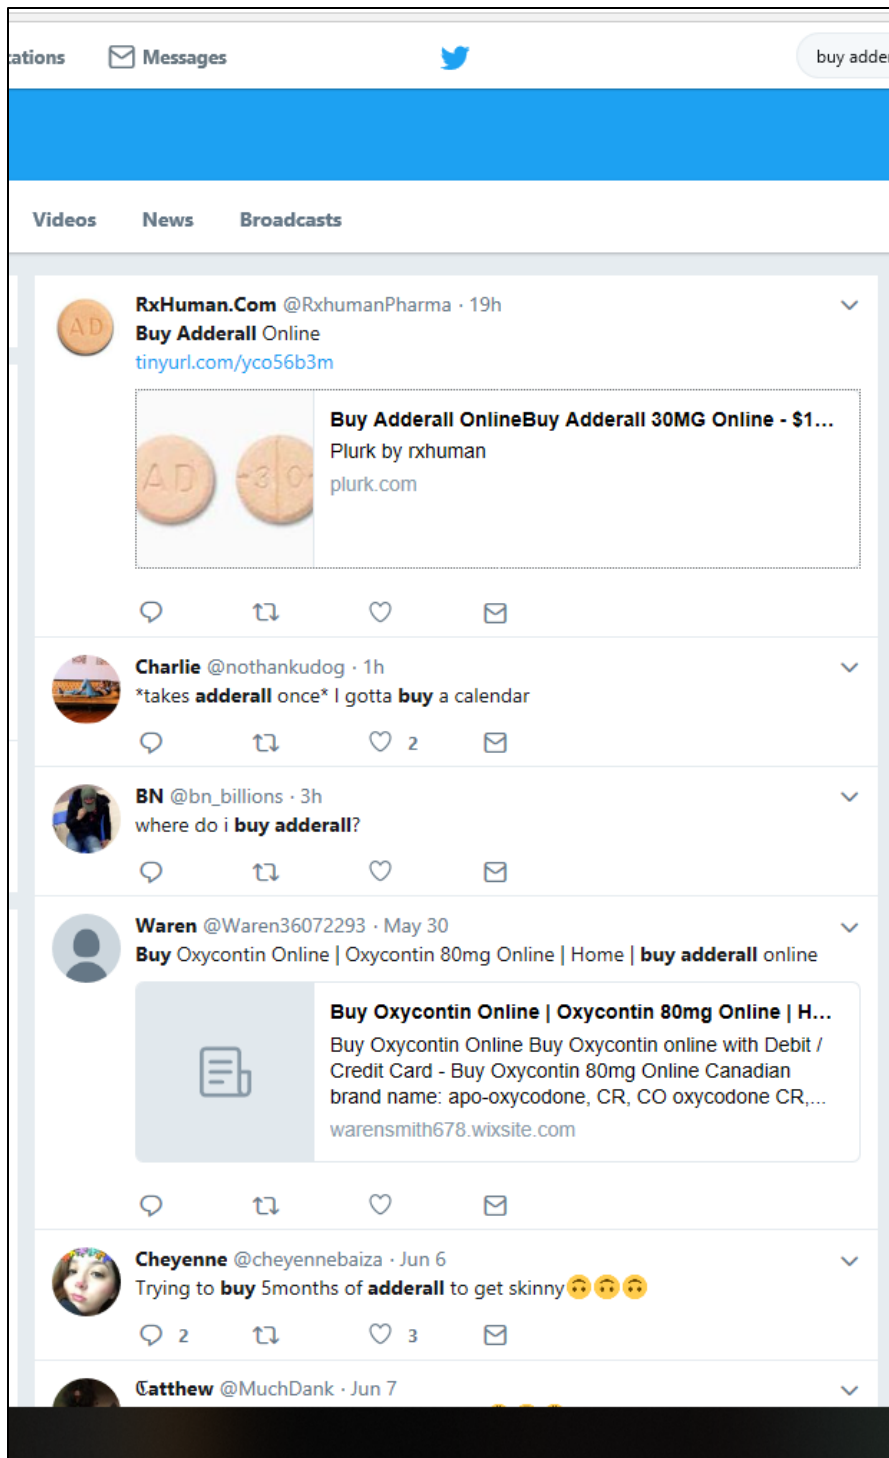 cations
Messages
buy adder
Videos
News
Broadcasts
RxHuman.Com @RxhumanPharma · 19h
Buy Adderall Online
tinyurl.com/yco56b3m
AD
AD
30
Buy Adderall OnlineBuy Adderall 30MG Online - $1...
Plurk by rxhuman
plurk.com
Charlie @nothankudog · 1h
*takes adderall once* I gotta buy a calendar
2
BN @bn_billions · 3h
where do i buy adderall?
Waren @Waren36072293 · May 30
Buy Oxycontin Online | Oxycontin 80mg Online | Home | buy adderall online
Buy Oxycontin Online | Oxycontin 80mg Online | H...
Buy Oxycontin Online Buy Oxycontin online with Debit /
Credit Card - Buy Oxycontin 80mg Online Canadian
brand name: apo-oxycodone, CR, CO oxycodone CR,...
warensmith678.wixsite.com
Cheyenne @cheyennebaiza · Jun 6
Trying to buy 5months of adderall to get skinny🙃🙃🙃
2
3
ℭatthew @MuchDank · Jun 7